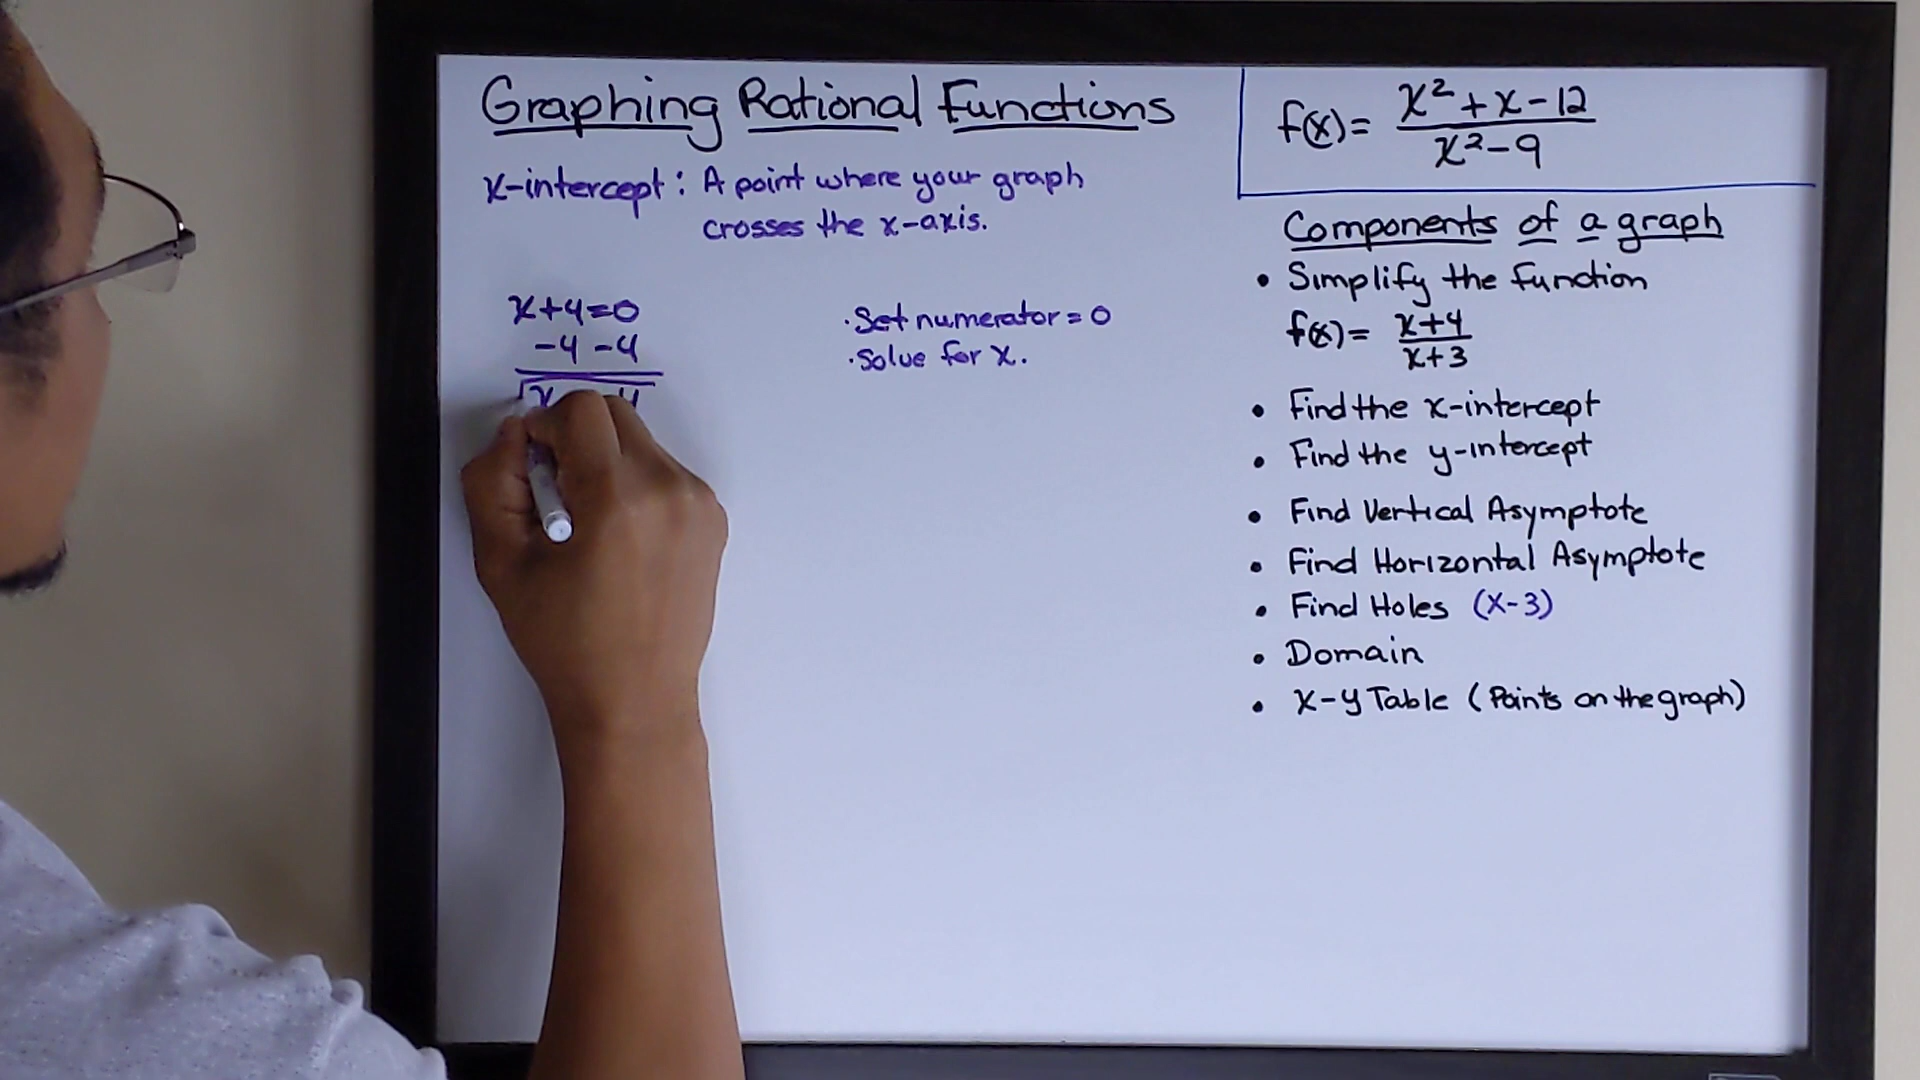 Graphing Rational Functions
x-intercept: A point where your graph
crosses the x-axis.
x+4=0
-4 -4
x 4
·Set numerator = 0
·Solve for x.
f(x)= x²+x-12 / x²-9
Components of a graph
• Simplify the function
f(x)= x+4 / x+3
• Find the x-intercept
• Find the y-intercept
• Find Vertical Asymptote
• Find Horizontal Asymptote
• Find Holes (x-3)
• Domain
• X-Y Table (Points on the graph)